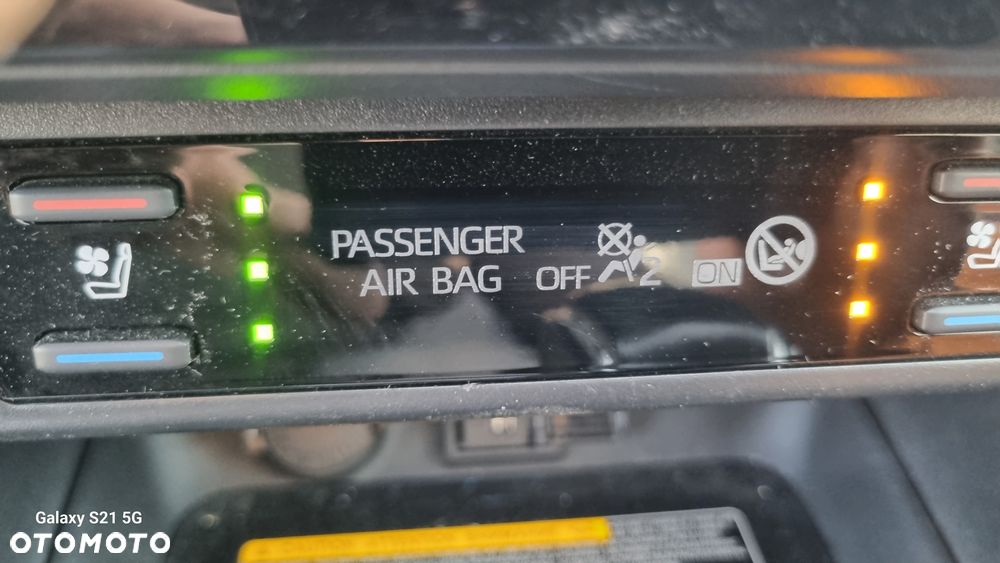 PASSENGER
AIR BAG OFF 2 ON
Galaxy S21 5G
OTOMOTO